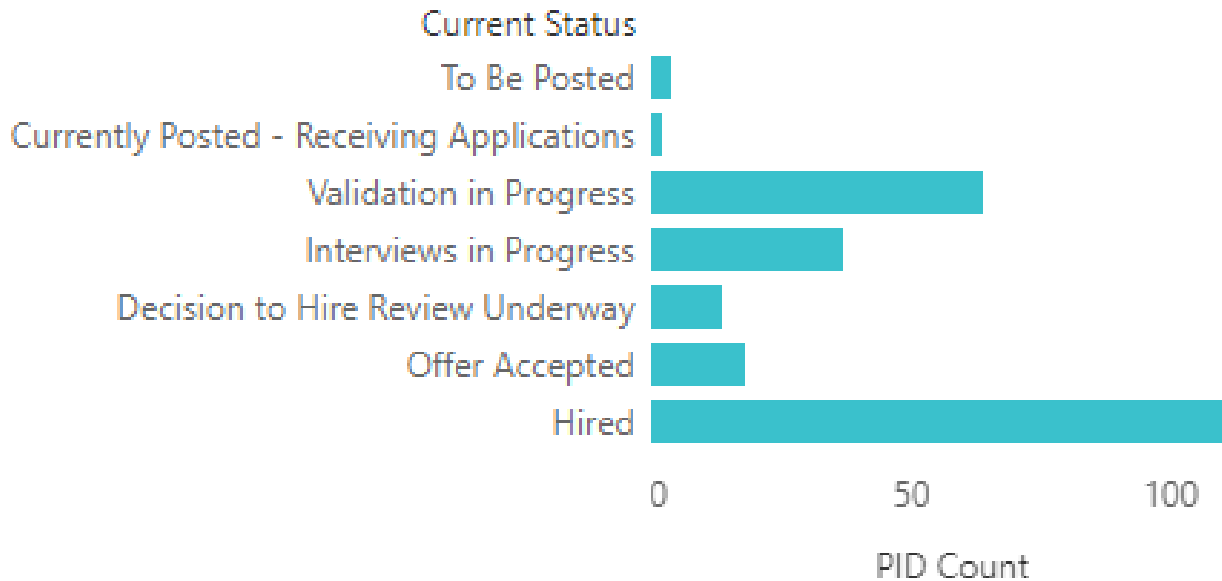 Current Status
To Be Posted
Currently Posted - Receiving Applications
Validation in Progress
Interviews in Progress
Decision to Hire Review Underway
Offer Accepted
Hired
0 50 100
PID Count